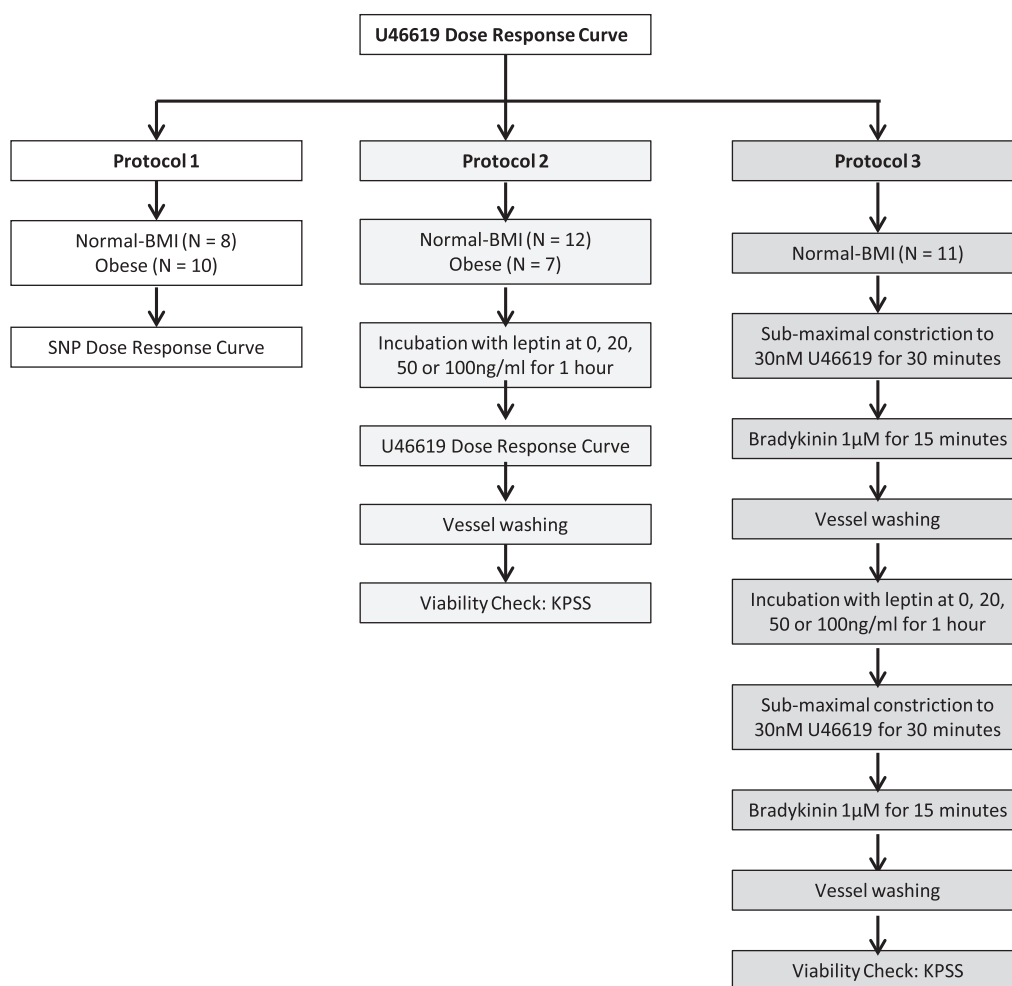 U46619 Dose Response Curve
Protocol 1
Normal-BMI (N = 8)
Obese (N = 10)
SNP Dose Response Curve
Protocol 2
Normal-BMI (N = 12)
Obese (N = 7)
Incubation with leptin at 0, 20,
50 or 100ng/ml for 1 hour
U46619 Dose Response Curve
Vessel washing
Viability Check: KPSS
Protocol 3
Normal-BMI (N = 11)
Sub-maximal constriction to
30nM U46619 for 30 minutes
Bradykinin 1μM for 15 minutes
Vessel washing
Incubation with leptin at 0, 20,
50 or 100ng/ml for 1 hour
Sub-maximal constriction to
30nM U46619 for 30 minutes
Bradykinin 1μM for 15 minutes
Vessel washing
Viability Check: KPSS